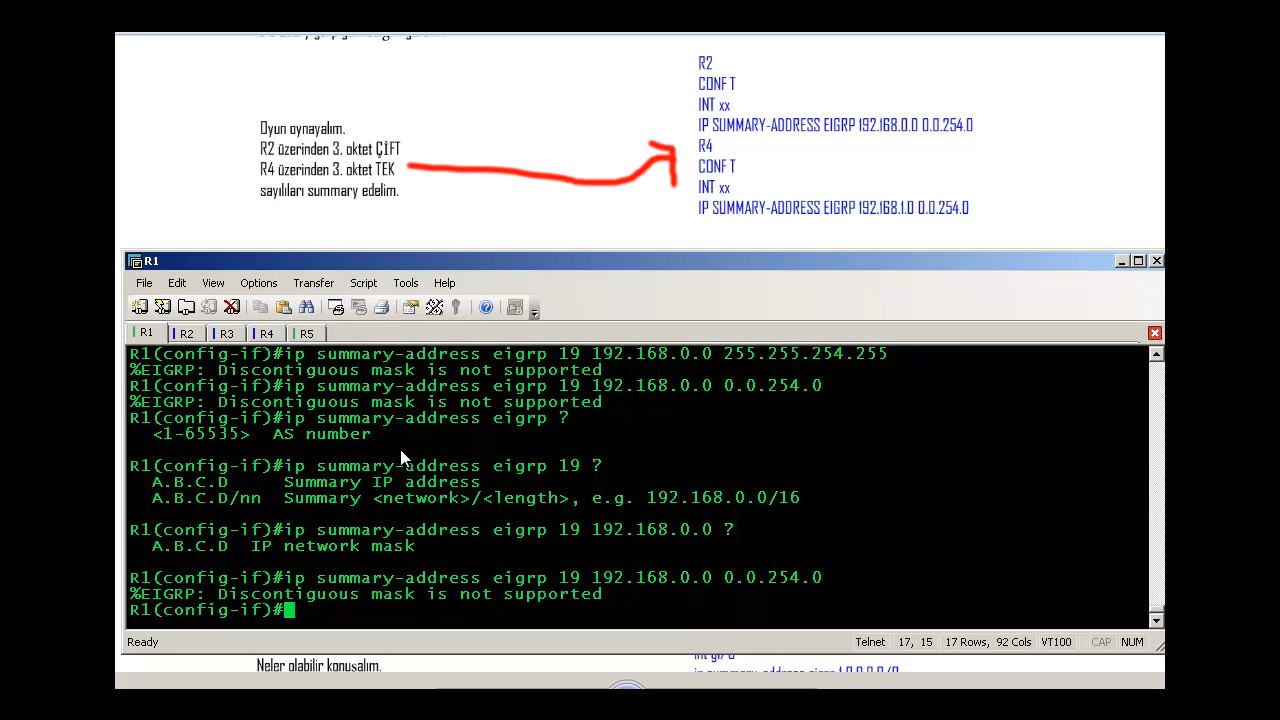 R2
CONF T
INT xx
IP SUMMARY-ADDRESS EIGRP 192.168.0.0 0.0.254.0
R4
CONF T
INT xx
IP SUMMARY-ADDRESS EIGRP 192.168.1.0 0.0.254.0
Oyun oynayalım.
R2 üzerinden 3. oktet ÇİFT
R4 üzerinden 3. oktet TEK
sayılıları summary edelim.
R1
File Edit View Options Transfer Script Tools Help
R1 R2 R3 R4 R5
R1(config-if)#ip summary-address eigrp 19 192.168.0.0 255.255.254.255
%EIGRP: Discontiguous mask is not supported
R1(config-if)#ip summary-address eigrp 19 192.168.0.0 0.0.254.0
%EIGRP: Discontiguous mask is not supported
R1(config-if)#ip summary-address eigrp ?
<1-65535> AS number
R1(config-if)#ip summary-address eigrp 19 ?
A.B.C.D Summary IP address
A.B.C.D/nn Summary <network>/<length>, e.g. 192.168.0.0/16
R1(config-if)#ip summary-address eigrp 19 192.168.0.0 ?
A.B.C.D IP network mask
R1(config-if)#ip summary-address eigrp 19 192.168.0.0 0.0.254.0
%EIGRP: Discontiguous mask is not supported
R1(config-if)#
Ready Telnet 17, 15 17 Rows, 92 Cols VT100 CAP NUM
Neler olabilir konuşalım.